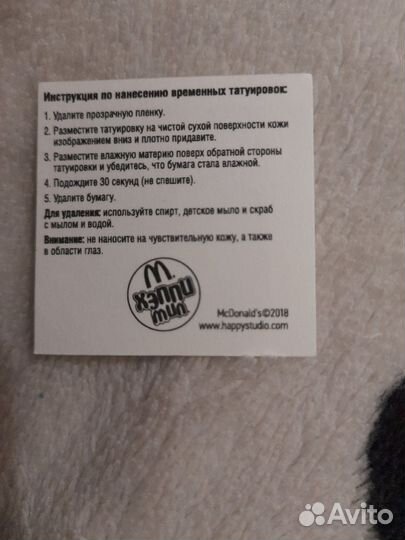 Инструкция по нанесению временных татуировок:
1. Удалите прозрачную пленку.
2. Разместите татуировку на чистой сухой поверхности кожи
изображением вниз и плотно придавите.
3. Разместите влажную материю поверх обратной стороны
татуировки и убедитесь, что бумага стала влажной.
4. Подождите 30 секунд (не спешите).
5. Удалите бумагу.
Для удаления: используйте спирт, детское мыло и скраб
с мылом и водой.
Внимание: не наносите на чувствительную кожу, а также
в области глаз.
М
ХЭППИ
МИЛ
McDonald's©2018
www.happystudio.com
Avito